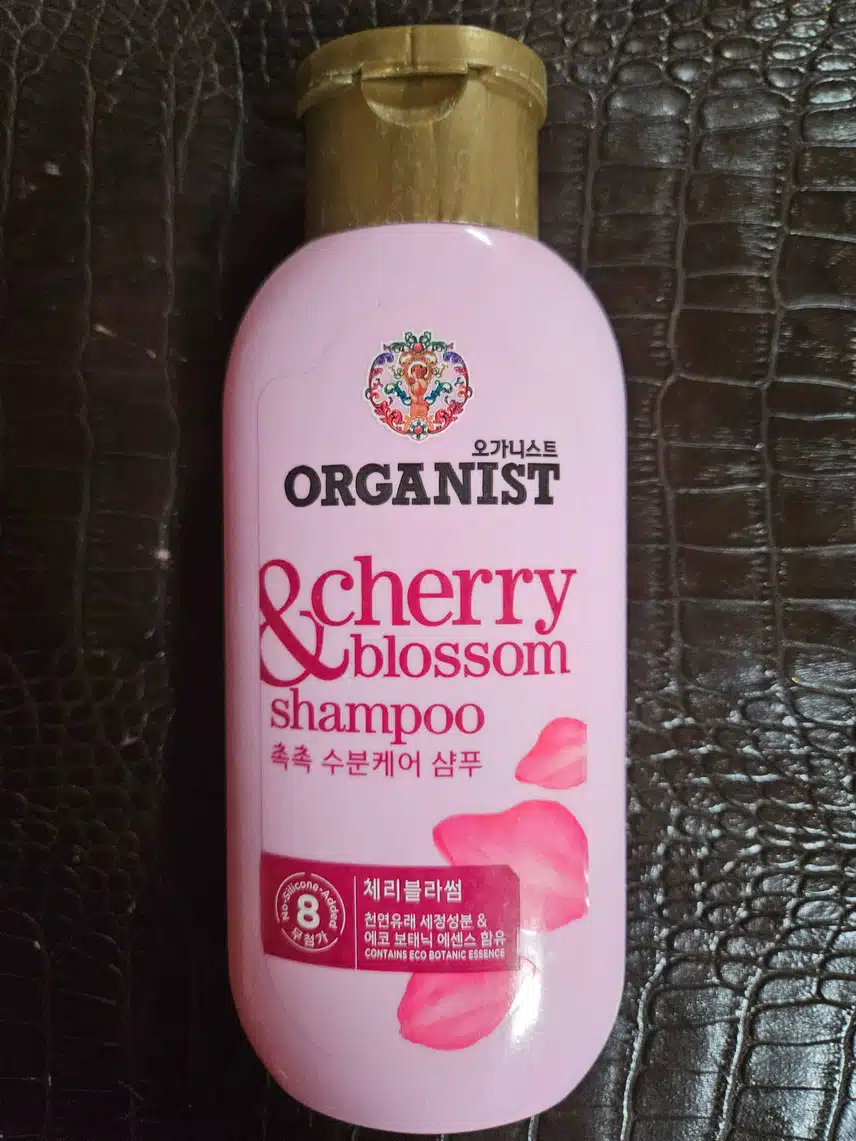 오가니스트
ORGANIST
&cherry
blossom
shampoo
촉촉 수분케어 샴푸
No-Silicone·Added
8
무첨가
체리블라썸
천연유래 세정성분 &
에코 보태닉 에센스 함유
CONTAINS ECO BOTANIC ESSENCE